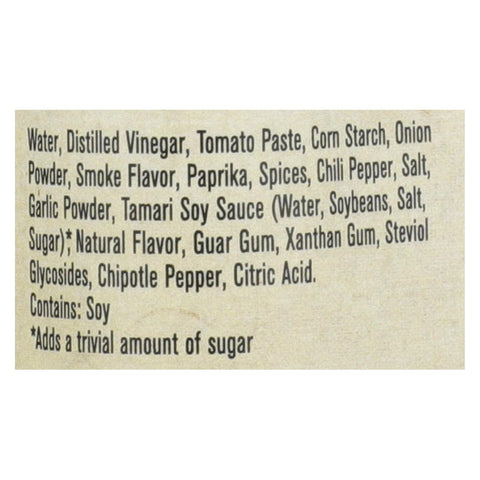 Water, Distilled Vinegar, Tomato Paste, Corn Starch, Onion
Powder, Smoke Flavor, Paprika, Spices, Chili Pepper, Salt,
Garlic Powder, Tamari Soy Sauce (Water, Soybeans, Salt,
Sugar),* Natural Flavor, Guar Gum, Xanthan Gum, Steviol
Glycosides, Chipotle Pepper, Citric Acid.
Contains: Soy
*Adds a trivial amount of sugar